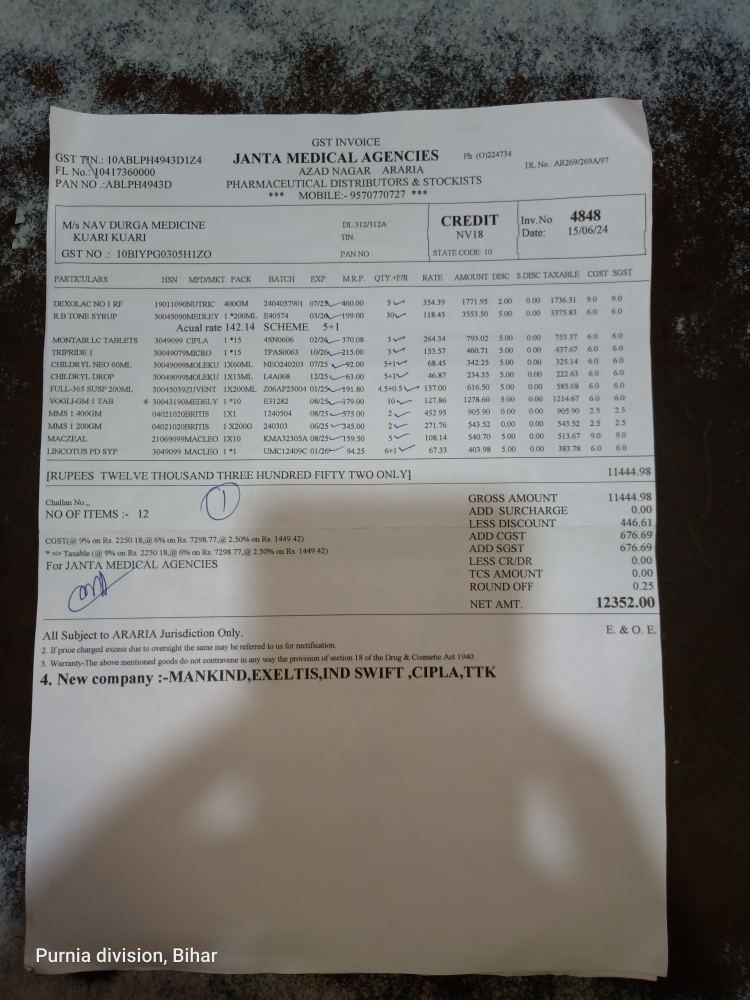 GST INVOICE
GST TIN.: 10ABLPH4943D1Z4
JANTA MEDICAL AGENCIES
Ph (O)224734
DL No.: AR269/269A/97
FL No.: 10417360000
AZAD NAGAR ARARIA
PAN NO .:ABLPH4943D
PHARMACEUTICAL DISTRIBUTORS & STOCKISTS
*** MOBILE:- 9570770727 ***
M/s NAV DURGA MEDICINE
KUARI KUARI
GST NO. : 10BIYPG0305H1ZO
DL 312/312A
TIN.
PAN NO
CREDIT
NV18
STATE CODE: 10
Inv.No 4848
Date: 15/06/24
PARTICULARS HSN MFD/MKT. PACK BATCH EXP M.R.P. QTY.+F/R RATE AMOUNT DISC S.DISC TAXABLE CGST SGST
DEXOLAC NO 1 RF 19011090NUTRIC 400GM 2404057901 07/25 460.00 5 354.39 1771.95 2.00 0.00 1736.51 9.0 9.0
R.B TONE SYRUP 30045090MEDLEY 1 *200ML E40574 03/26 199.00 30 118.45 3553.50 5.00 0.00 3375.83 6.0 6.0
Acual rate 142.14 SCHEME 5+1
MONTAIR LC TABLETS 3049099 CIPLA 1 *15 4SN0606 02/26 370.08 3 264.34 793.02 5.00 0.00 753.37 6.0 6.0
TRIPRIDE 1 30049079MICRO 1 *15 TPAS0063 10/26 215.00 3 153.57 460.71 5.00 0.00 437.67 6.0 6.0
CHILDRYL NEO 60ML 30049099MOLEKU 1X60ML NEO240203 07/25 92.00 5+1 68.45 342.25 5.00 0.00 325.14 6.0 6.0
CHILDRYL DROP 30049099MOLEKU 1X15ML LAA068 12/25 63.00 5+1 46.87 234.35 5.00 0.00 222.63 6.0 6.0
FULL-365 SUSP 200ML 30045039ZUVENT 1X200ML Z06AP23004 01/25 191.80 4.5+0.5 137.00 616.50 5.00 0.00 585.68 6.0 6.0
VOGLI-GM 1 TAB # 30043190MEDELY 1 *10 E31282 08/25 179.00 10 127.86 1278.60 5.00 0.00 1214.67 6.0 6.0
MMS 1 400GM 04021020BRITIS 1X1 1240504 08/25 575.00 2 452.95 905.90 0.00 0.00 905.90 2.5 2.5
MMS 1 200GM 04021020BRITIS 1 X200G 240303 06/25 345.00 2 271.76 543.52 0.00 0.00 543.52 2.5 2.5
MACZEAL 21069099MACLEO 1X10 KMA32305A 08/25 159.50 5 108.14 540.70 5.00 0.00 513.67 9.0 9.0
LINCOTUS PD SYP 3049099 MACLEO 1 *1 UMC12409C 01/26 94.25 6+1 67.33 403.98 5.00 0.00 383.78 6.0 6.0
[RUPEES TWELVE THOUSAND THREE HUNDRED FIFTY TWO ONLY] 11444.98
Challan No.,,
NO OF ITEMS :- 12
1
GROSS AMOUNT 11444.98
ADD SURCHARGE 0.00
LESS DISCOUNT 446.61
ADD CGST 676.69
ADD SGST 676.69
LESS CR/DR 0.00
TCS AMOUNT 0.00
ROUND OFF 0.25
NET AMT. 12352.00
CGST(@ 9% on Rs. 2250.18,@ 6% on Rs. 7298.77,@ 2.50% on Rs. 1449.42)
* => Taxable (@ 9% on Rs. 2250.18,@ 6% on Rs. 7298.77,@ 2.50% on Rs. 1449.42)
For JANTA MEDICAL AGENCIES
All Subject to ARARIA Jurisdiction Only.
E. & O. E.
2. If price charged excess due to oversight the same may be referred to us for rectification.
3. Warranty-The above mentioned goods do not contravene in any way the provision of section 18 of the Drug & Cosmetic Act 1940.
4. New company :-MANKIND,EXELTIS,IND SWIFT ,CIPLA,TTK
Purnia division, Bihar